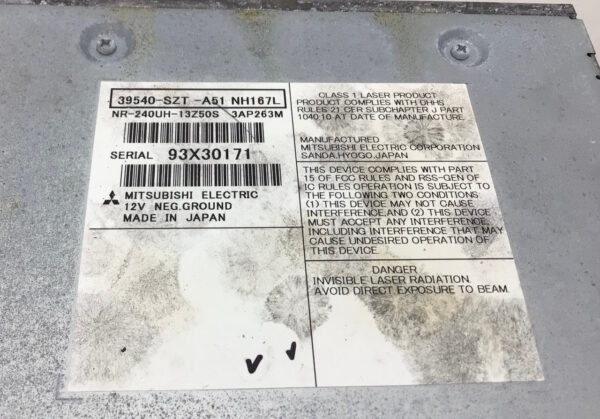 39540-SZT -A51 NH167L
NR-240UH-13Z50S 3AP263M
SERIAL 93X30171
MITSUBISHI ELECTRIC
12V NEG.GROUND
MADE IN JAPAN
CLASS 1 LASER PRODUCT
PRODUCT COMPLIES WITH DHHS
RULES 21 CFR SUBCHAPTER J PART
1040.10 AT DATE OF MANUFACTURE.
MANUFACTURED
MITSUBISHI ELECTRIC CORPORATION
SANDA,HYOGO,JAPAN
THIS DEVICE COMPLIES WITH PART
15 OF FCC RULES AND RSS-GEN OF
IC RULES OPERATION IS SUBJECT TO
THE FOLLOWING TWO CONDITIONS:
(1) THIS DEVICE MAY NOT CAUSE
INTERFERENCE,AND (2) THIS DEVICE
MUST ACCEPT ANY INTERFERENCE,
INCLUDING INTERFERENCE THAT MAY
CAUSE UNDESIRED OPERATION OF
THIS DEVICE.
DANGER
INVISIBLE LASER RADIATION.
AVOID DIRECT EXPOSURE TO BEAM.